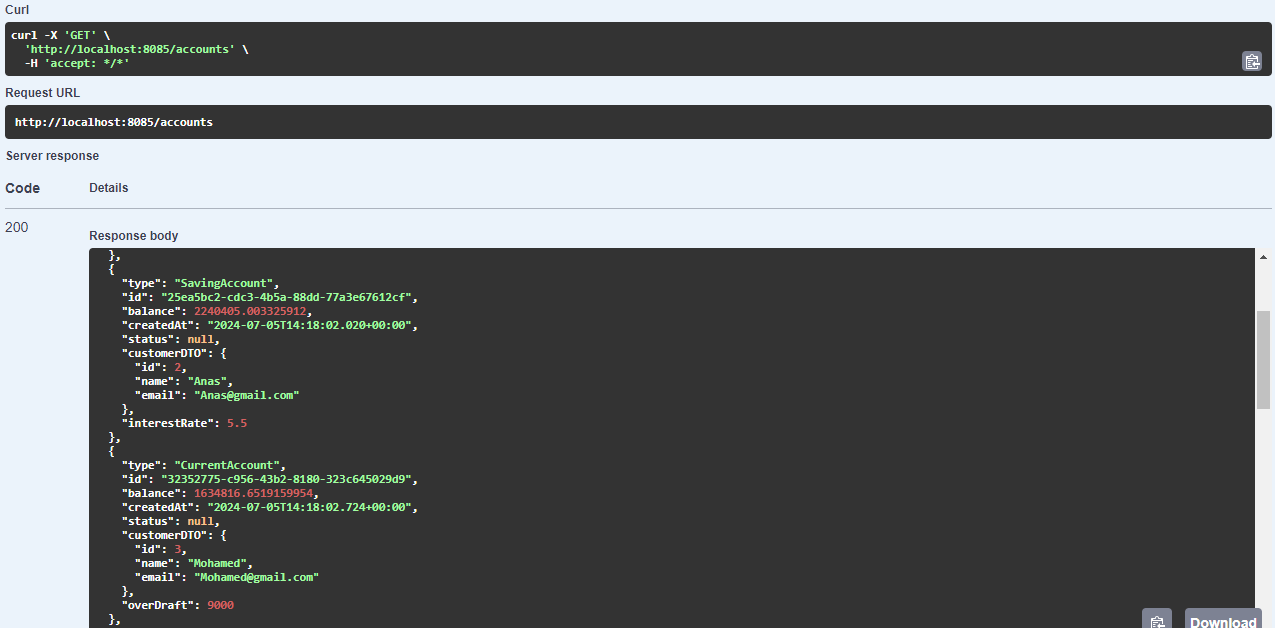 Curl
curl -X 'GET' \
'http://localhost:8085/accounts' \
-H 'accept: */*'
Request URL
http://localhost:8085/accounts
Server response
Code Details
200
Response body
},
{
"type": "SavingAccount",
"id": "25ea5bc2-cdc3-4b5a-88dd-77a3e67612cf",
"balance": 2240405.003325912,
"createdAt": "2024-07-05T14:18:02.020+00:00",
"status": null,
"customerDTO": {
"id": 2,
"name": "Anas",
"email": "Anas@gmail.com"
},
"interestRate": 5.5
},
{
"type": "CurrentAccount",
"id": "32352775-c956-43b2-8180-323c645029d9",
"balance": 1634816.6519159954,
"createdAt": "2024-07-05T14:18:02.724+00:00",
"status": null,
"customerDTO": {
"id": 3,
"name": "Mohamed",
"email": "Mohamed@gmail.com"
},
"overDraft": 9000
},
Download